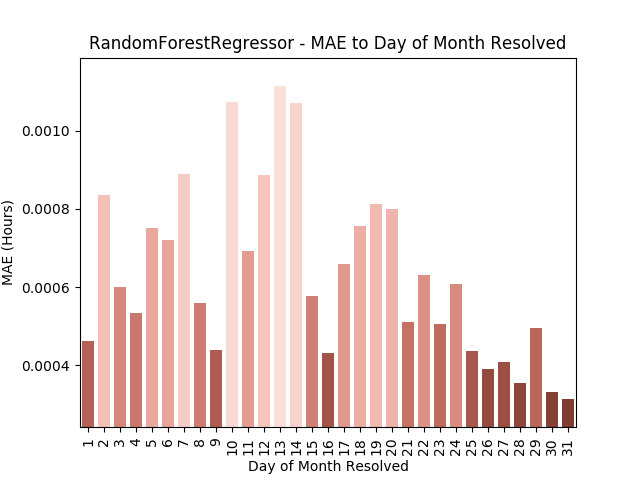 RandomForestRegressor - MAE to Day of Month Resolved
MAE (Hours)
0.0010
0.0008
0.0006
0.0004
1 2 3 4 5 6 7 8 9 10 11 12 13 14 15 16 17 18 19 20 21 22 23 24 25 26 27 28 29 30 31
Day of Month Resolved